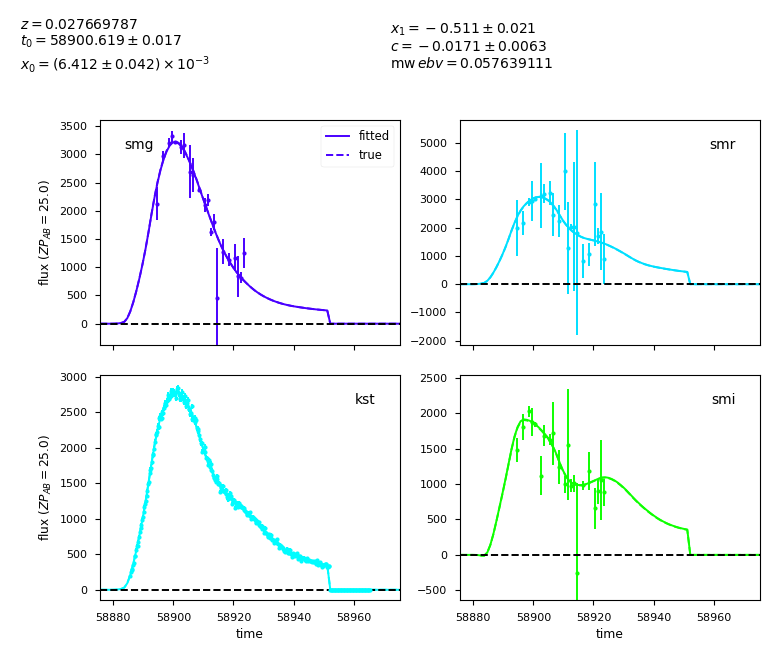 z = 0.027669787
t₀ = 58900.619 ± 0.017
x₀ = (6.412 ± 0.042) × 10⁻³
x₁ = −0.511 ± 0.021
c = −0.0171 ± 0.0063
mw ebv = 0.057639111
smg
fitted
true
3500
3000
2500
2000
1500
1000
500
0
flux (ZP_AB = 25.0)
smr
5000
4000
3000
2000
1000
0
−1000
−2000
kst
3000
2500
2000
1500
1000
500
0
flux (ZP_AB = 25.0)
58880 58900 58920 58940 58960
time
smi
2500
2000
1500
1000
500
0
−500
58880 58900 58920 58940 58960
time